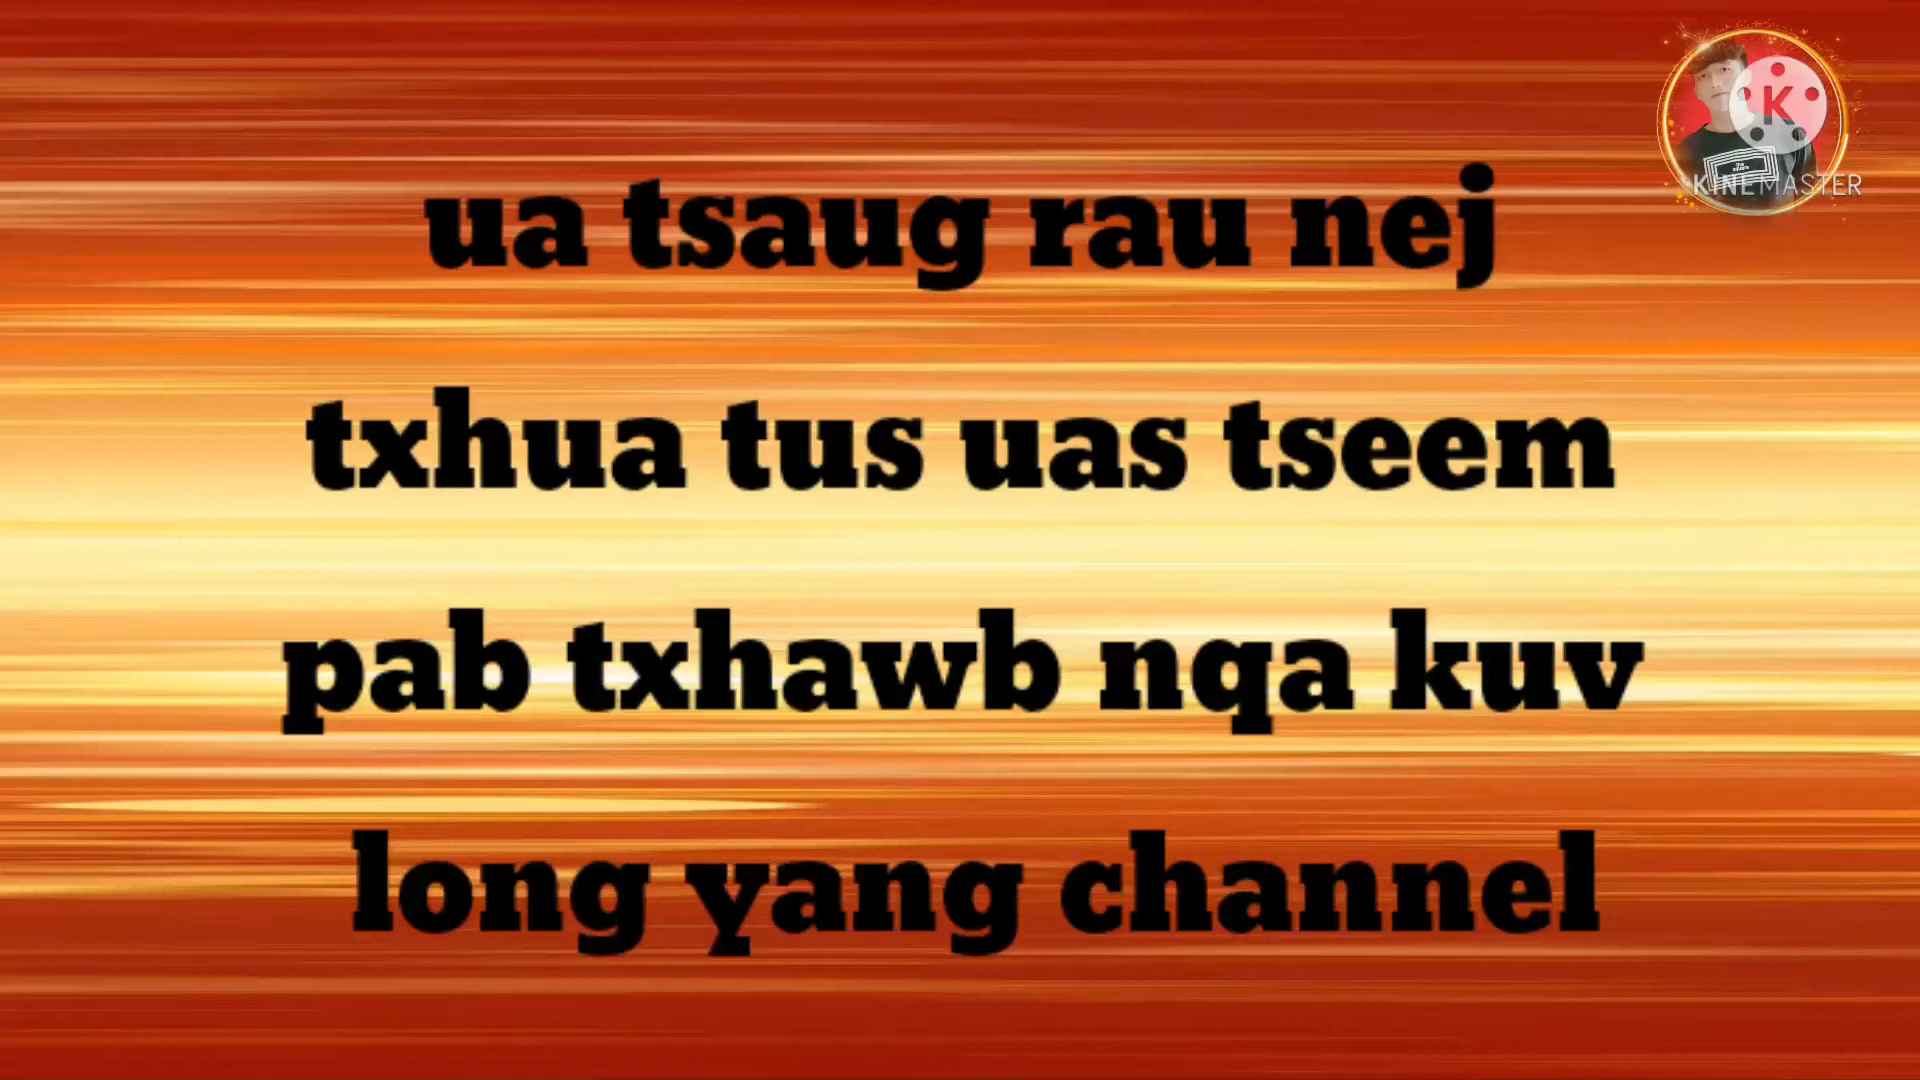 K
KINEMASTER
ua tsaug rau nej
txhua tus uas tseem
pab txhawb nqa kuv
long yang channel